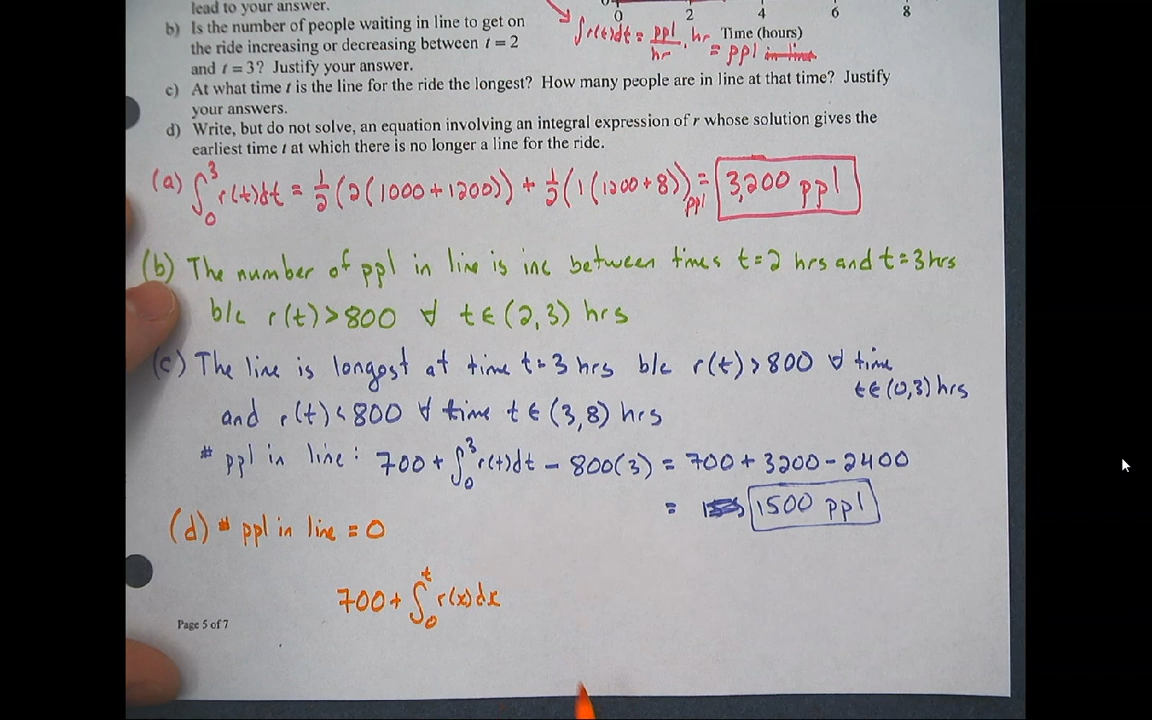 lead to your answer.
b) Is the number of people waiting in line to get on
the ride increasing or decreasing between t = 2
and t = 3? Justify your answer.
c) At what time t is the line for the ride the longest? How many people are in line at that time? Justify
your answers.
d) Write, but do not solve, an equation involving an integral expression of r whose solution gives the
earliest time t at which there is no longer a line for the ride.
0 2 4 6 8
Time (hours)
∫r(t)dt = ppl/hr · hr
= ppl in line
(a) ∫₀³ r(t)dt = 1/2 (2(1000+1200)) + 1/2 (1(1200+8)) ppl = 3,200 ppl
(b) The number of ppl in line is inc between times t=2 hrs and t=3 hrs
b/c r(t)>800 ∀ t∈(2,3) hrs
(c) The line is longest at time t=3 hrs b/c r(t)>800 ∀ time
t∈(0,3) hrs
and r(t)<800 ∀ time t∈(3,8) hrs
# ppl in line: 700 + ∫₀³ r(t)dt − 800(3) = 700 + 3200 − 2400
= 1500 ppl
(d) # ppl in line = 0
700 + ∫₀ᵗ r(x)dx
Page 5 of 7